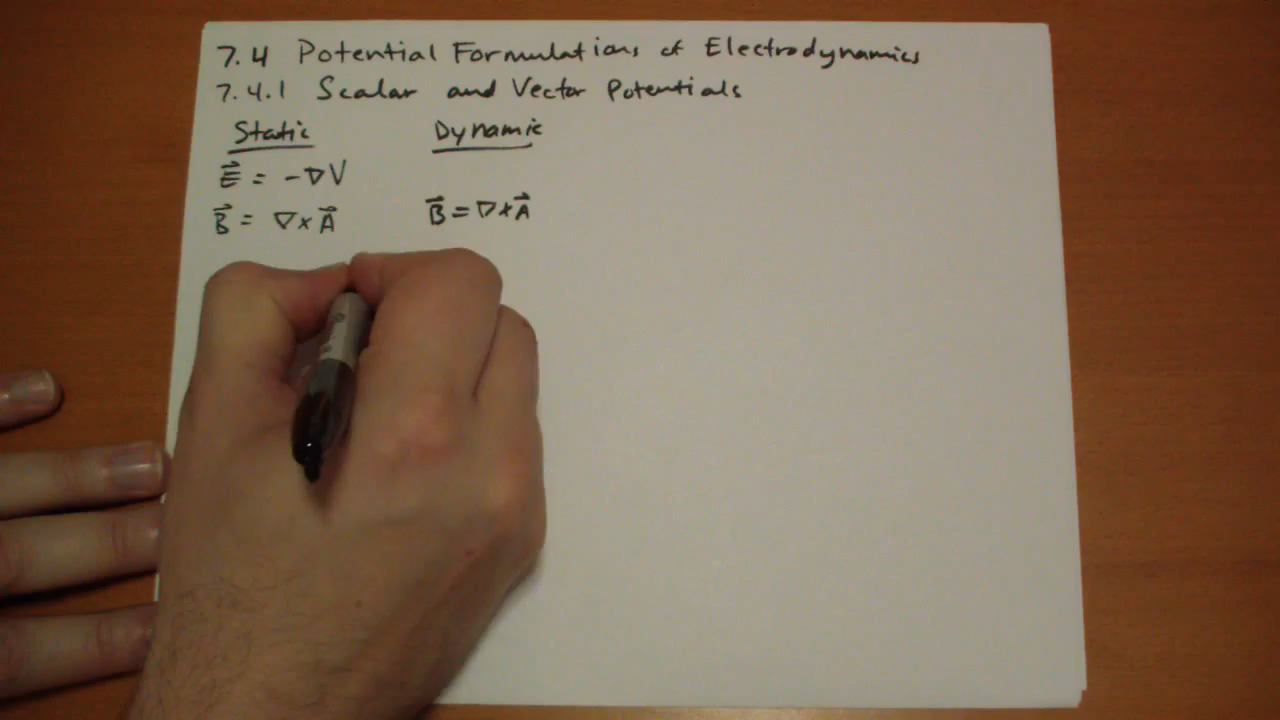 7.4 Potential Formulations of Electrodynamics
7.4.1 Scalar and Vector Potentials
Static Dynamic
E⃗ = -∇V
B⃗ = ∇×A⃗ B⃗ = ∇×A⃗